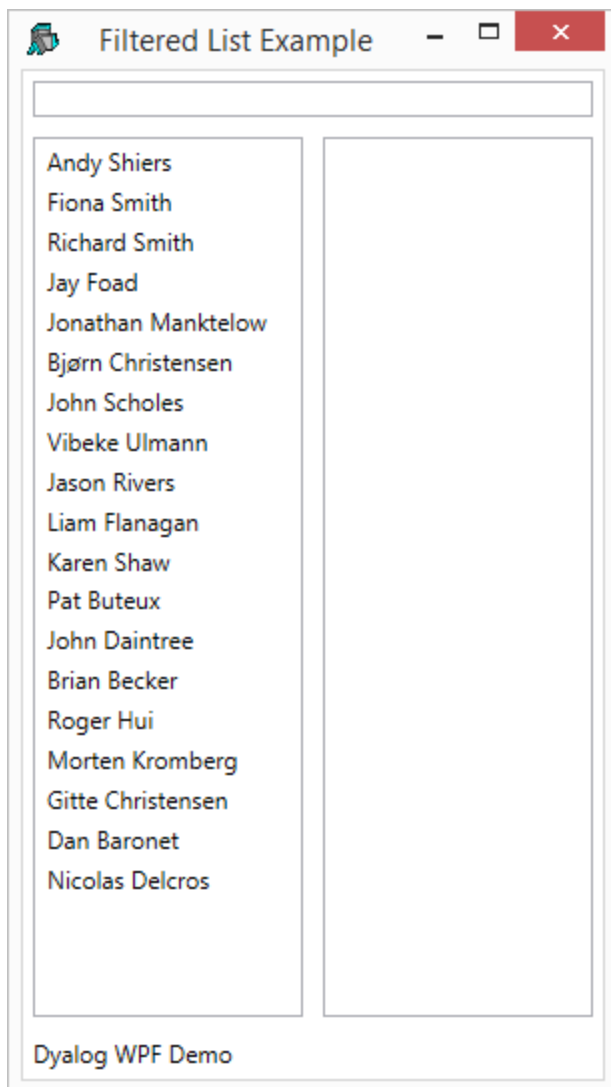 Filtered List Example
Andy Shiers
Fiona Smith
Richard Smith
Jay Foad
Jonathan Manktelow
Bjørn Christensen
John Scholes
Vibeke Ulmann
Jason Rivers
Liam Flanagan
Karen Shaw
Pat Buteux
John Daintree
Brian Becker
Roger Hui
Morten Kromberg
Gitte Christensen
Dan Baronet
Nicolas Delcros
Dyalog WPF Demo